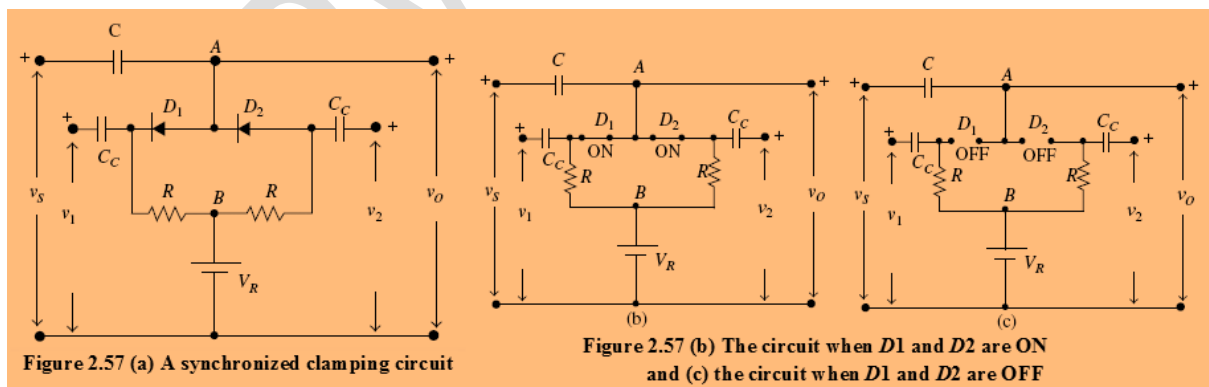 C
A
+
+
D1
D2
CC
+
+
CC
R
B
R
vS
v1
v2
vO
VR
Figure 2.57 (a) A synchronized clamping circuit
C
A
+
+
D1
D2
CC
+
+
CC
ON
ON
R
R
B
vS
v1
v2
vO
VR
(b)
C
A
+
+
D1
D2
CC
+
+
CC
OFF
OFF
R
R
B
vS
v1
v2
vO
VR
(c)
Figure 2.57 (b) The circuit when D1 and D2 are ON
and (c) the circuit when D1 and D2 are OFF